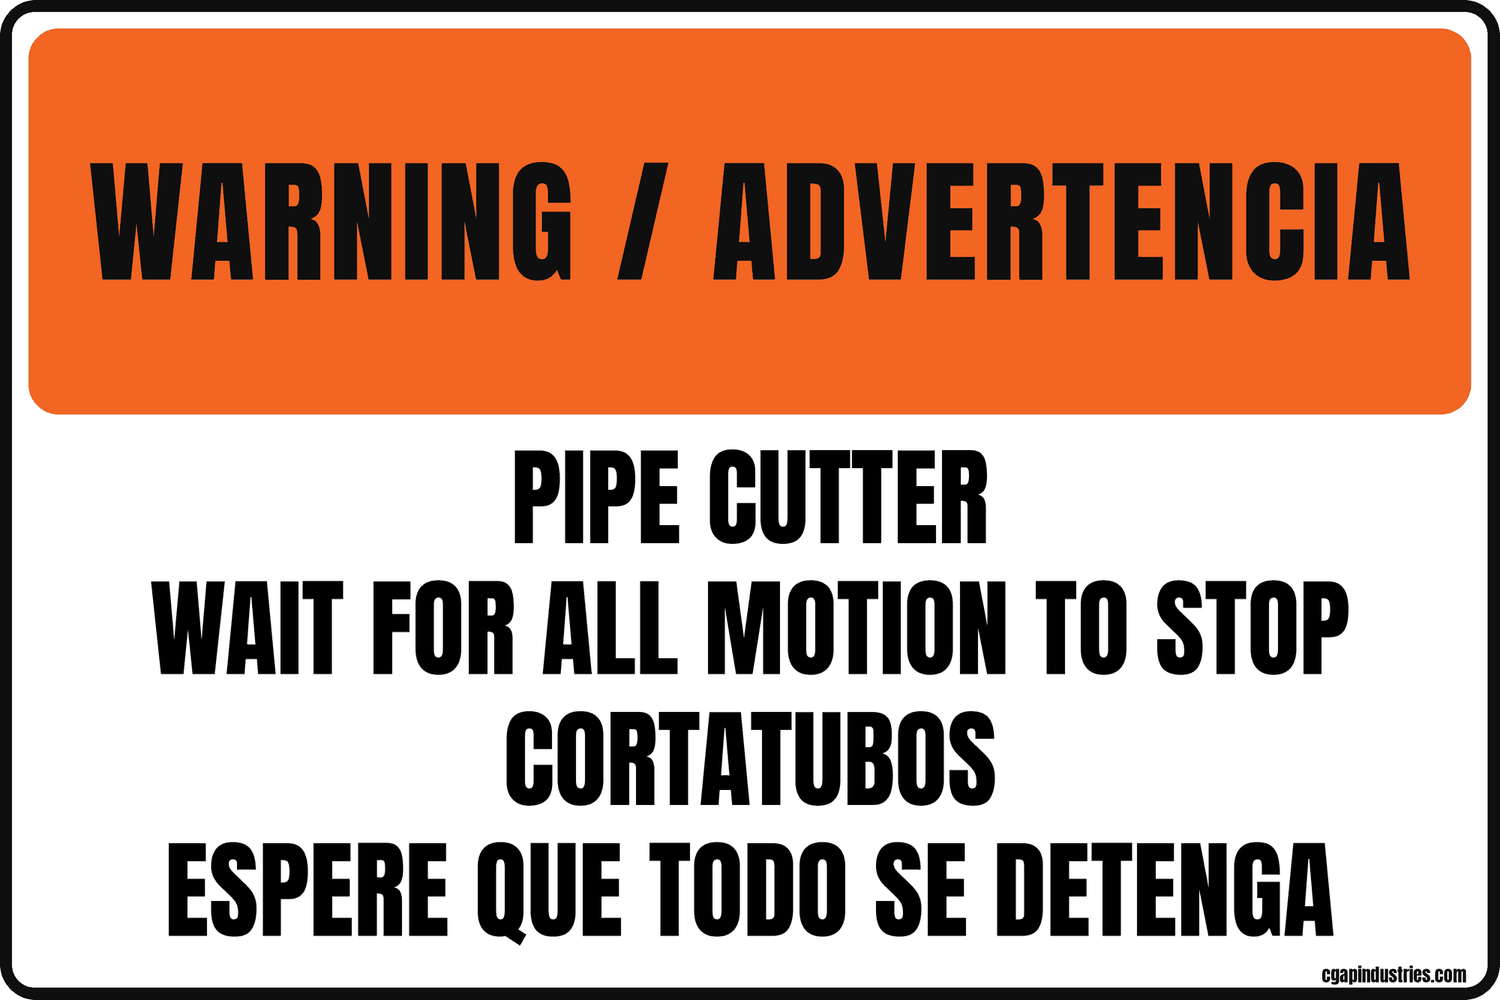 WARNING / ADVERTENCIA
PIPE CUTTER
WAIT FOR ALL MOTION TO STOP
CORTATUBOS
ESPERE QUE TODO SE DETENGA
cgapindustries.com